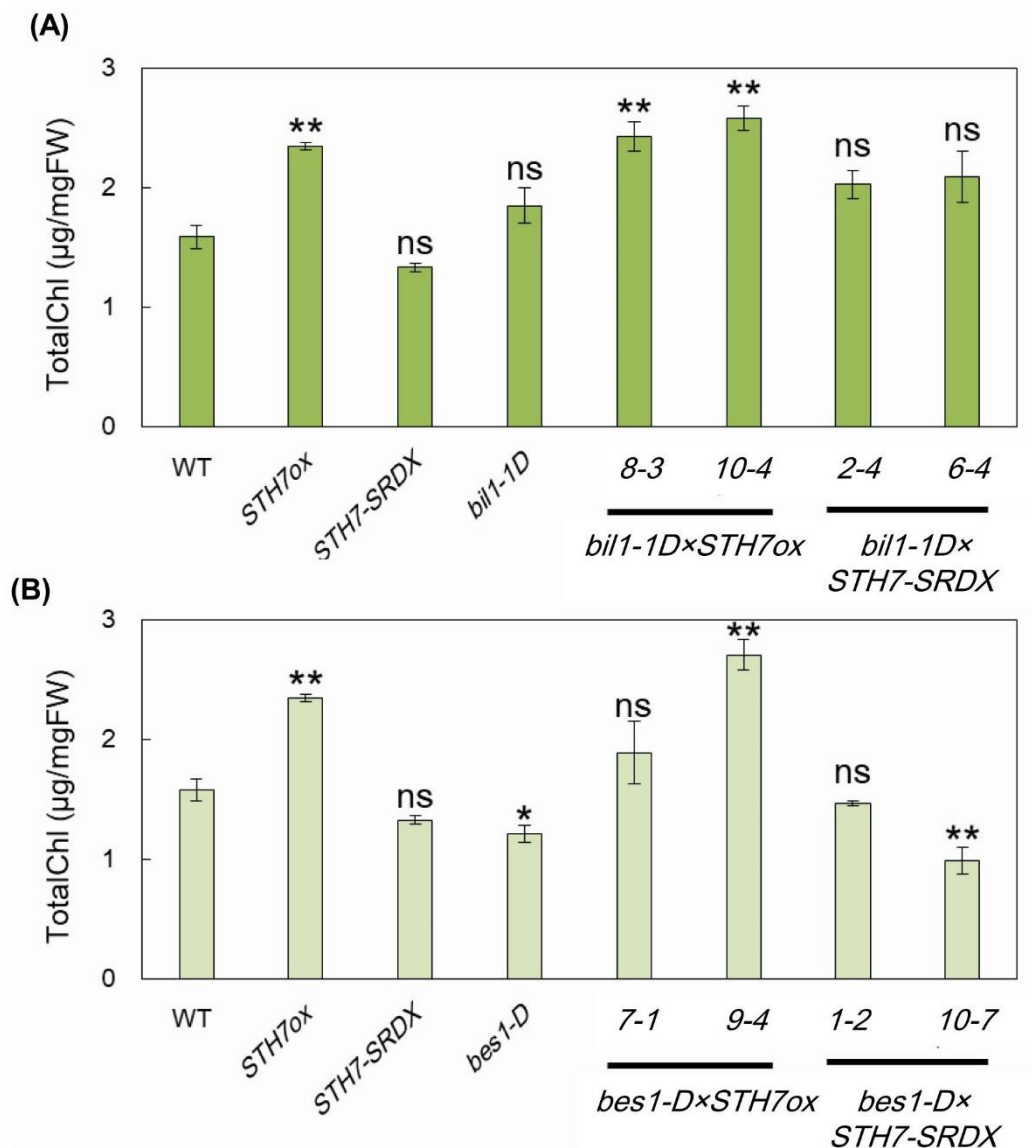 (A)
3
2
1
0
TotalChl (µg/mgFW)
**
ns
ns
**
**
ns
ns
WT
STH7ox
STH7-SRDX
bil1-1D
8-3
10-4
2-4
6-4
bil1-1D×STH7ox
bil1-1D×
STH7-SRDX
(B)
3
2
1
0
TotalChl (µg/mgFW)
**
ns
*
ns
**
ns
**
WT
STH7ox
STH7-SRDX
bes1-D
7-1
9-4
1-2
10-7
bes1-D×STH7ox
bes1-D×
STH7-SRDX